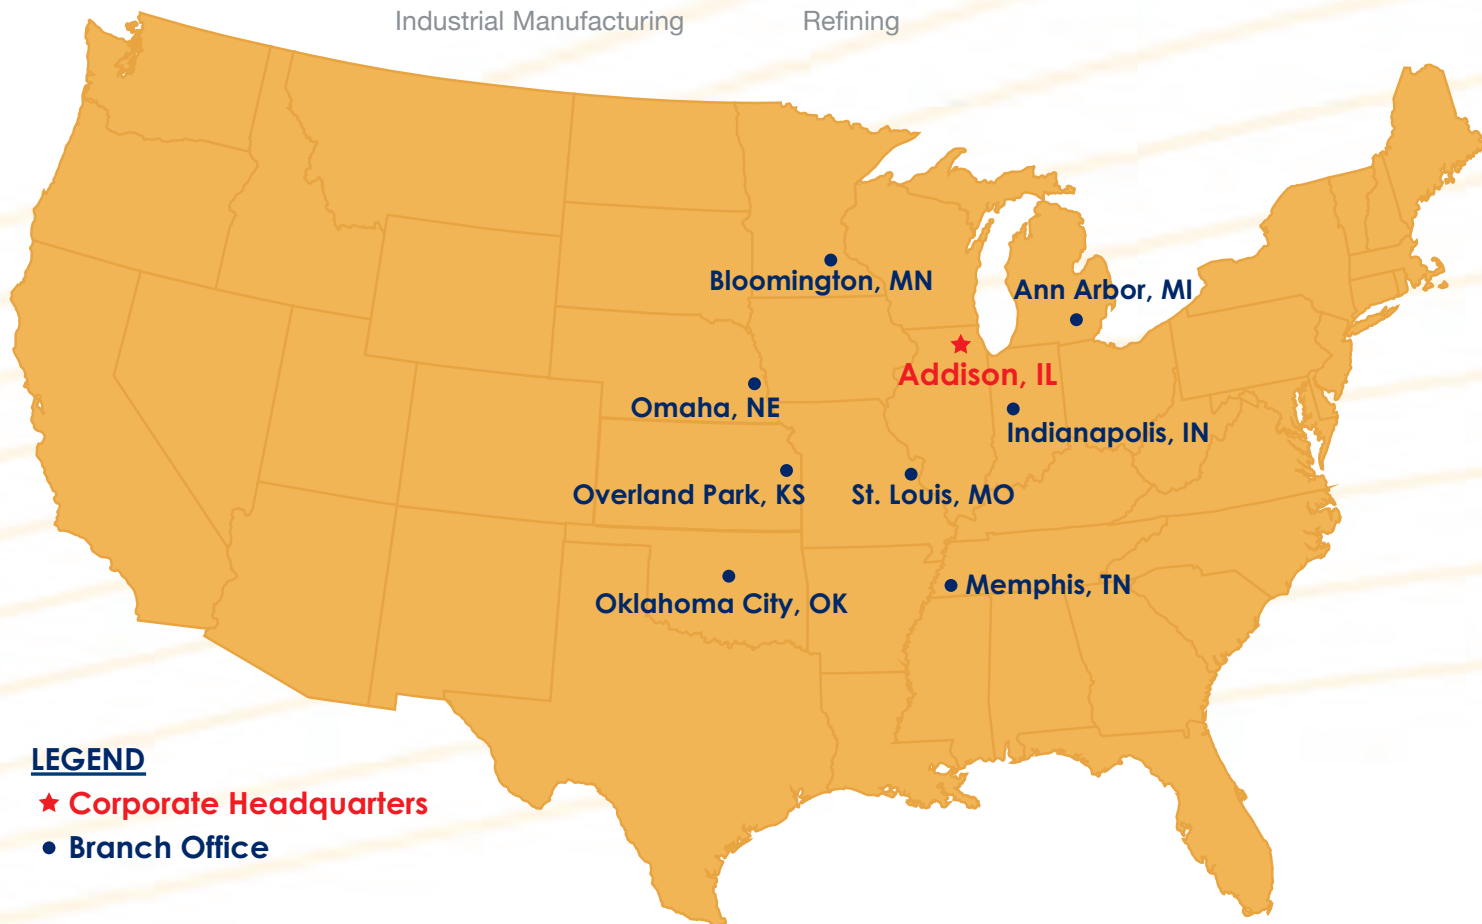 Industrial Manufacturing
Refining
Bloomington, MN
Ann Arbor, MI
Addison, IL
Omaha, NE
Indianapolis, IN
Overland Park, KS
St. Louis, MO
Memphis, TN
Oklahoma City, OK
LEGEND
Corporate Headquarters
Branch Office